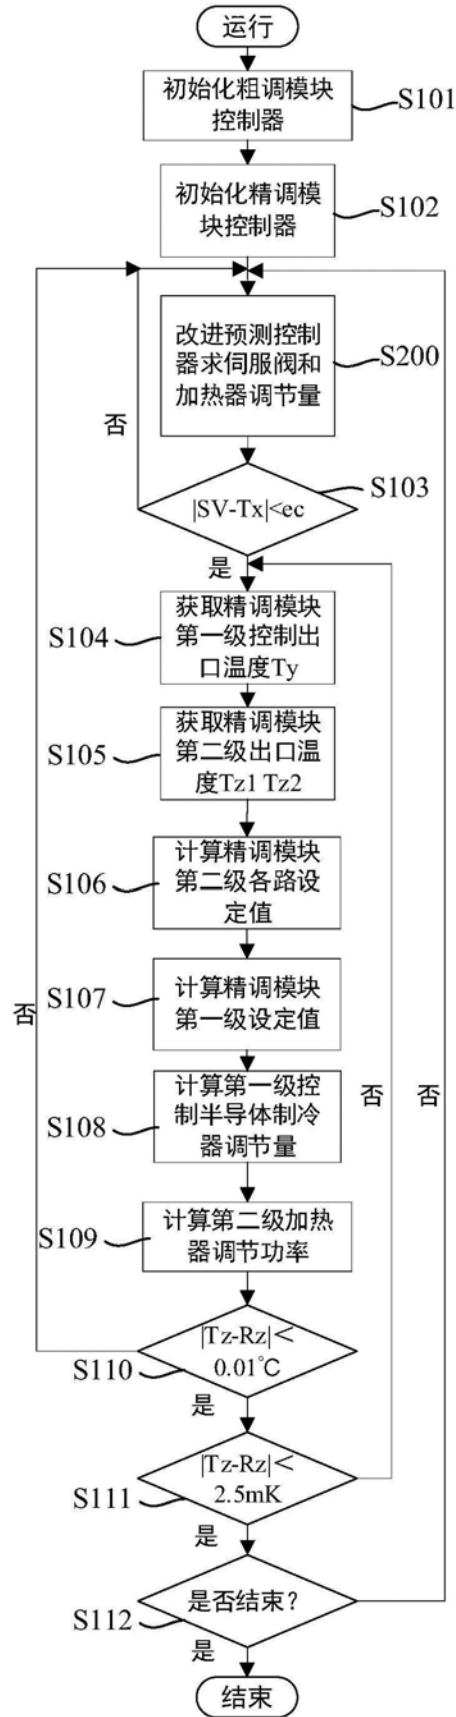 运行
初始化粗调模块
控制器
S101
初始化精调模
块控制器
S102
改进预测控制
器求伺服阀和
加热器调节量
S200
否
|SV-Tx|<ec
S103
是
获取精调模块
第一级控制出
口温度Ty
S104
获取精调模块
第二级出口温
度Tz1 Tz2
S105
计算精调模块
第二级各路设
定值
S106
计算精调模块
第一级设定值
S107
否
否
否
计算第一级控
制半导体制冷
器调节量
S108
计算第二级加热
器调节功率
S109
|Tz-Rz|<
0.01℃
S110
是
|Tz-Rz|<
2.5mK
S111
是
是否结束？
S112
是
结束